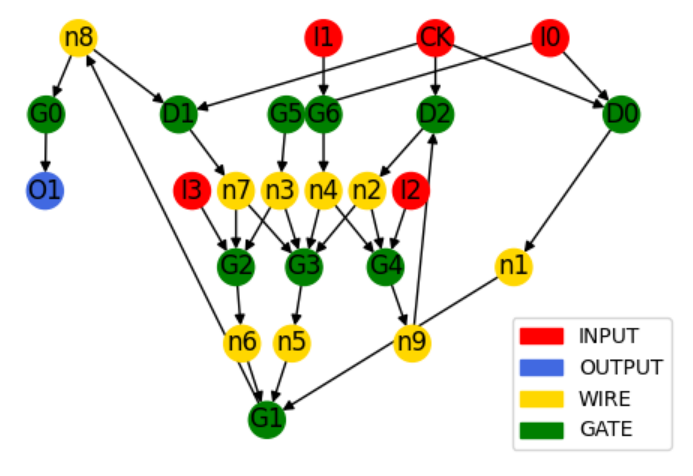 n8 I1 CK I0
G0 D1 G5 G6 D2 D0
O1 I3 n7 n3 n4 n2 I2
G2 G3 G4 n1
n6 n5 n9
G1
INPUT
OUTPUT
WIRE
GATE